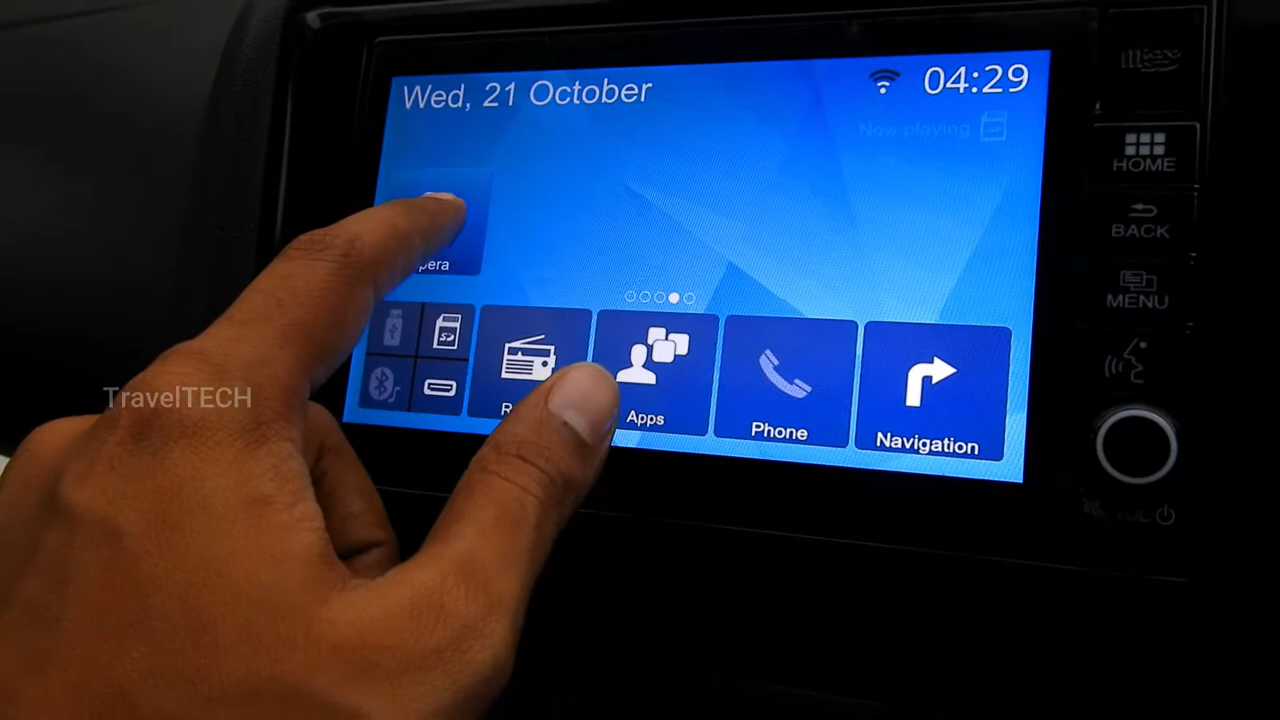 Wed, 21 October
04:29
Now playing
pera
Apps
Phone
Navigation
HOME
BACK
MENU
TravelTECH